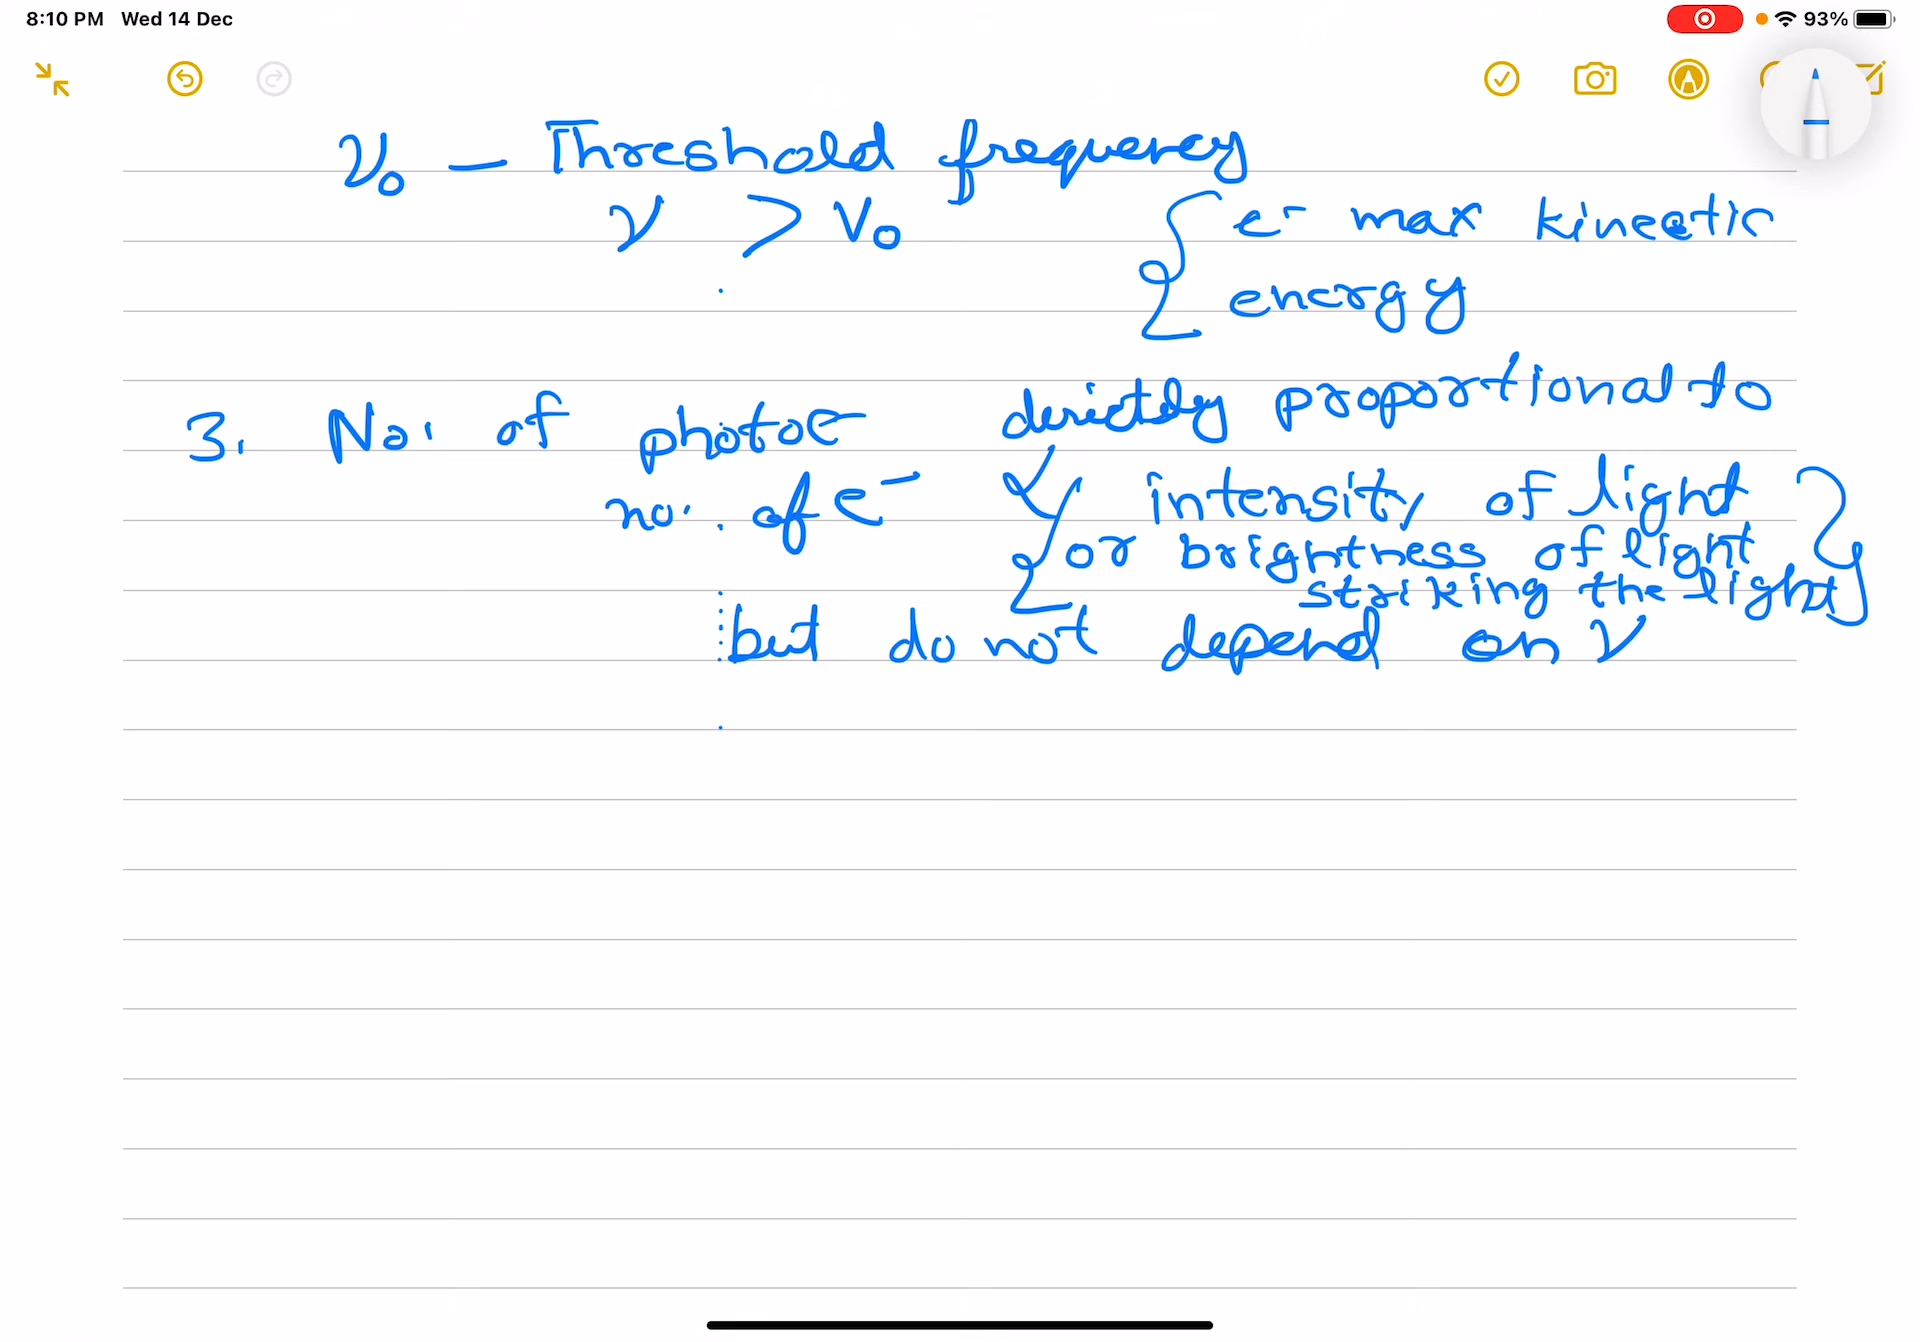 8:10 PM Wed 14 Dec 93%
ν₀ — Threshold frequency
ν > ν₀ { e⁻ max kineetic
energy
directly proportional to
3. No. of photoe⁻
no. of e⁻ { intensity of light }
or brightness of light
striking the light
but do not depend on ν